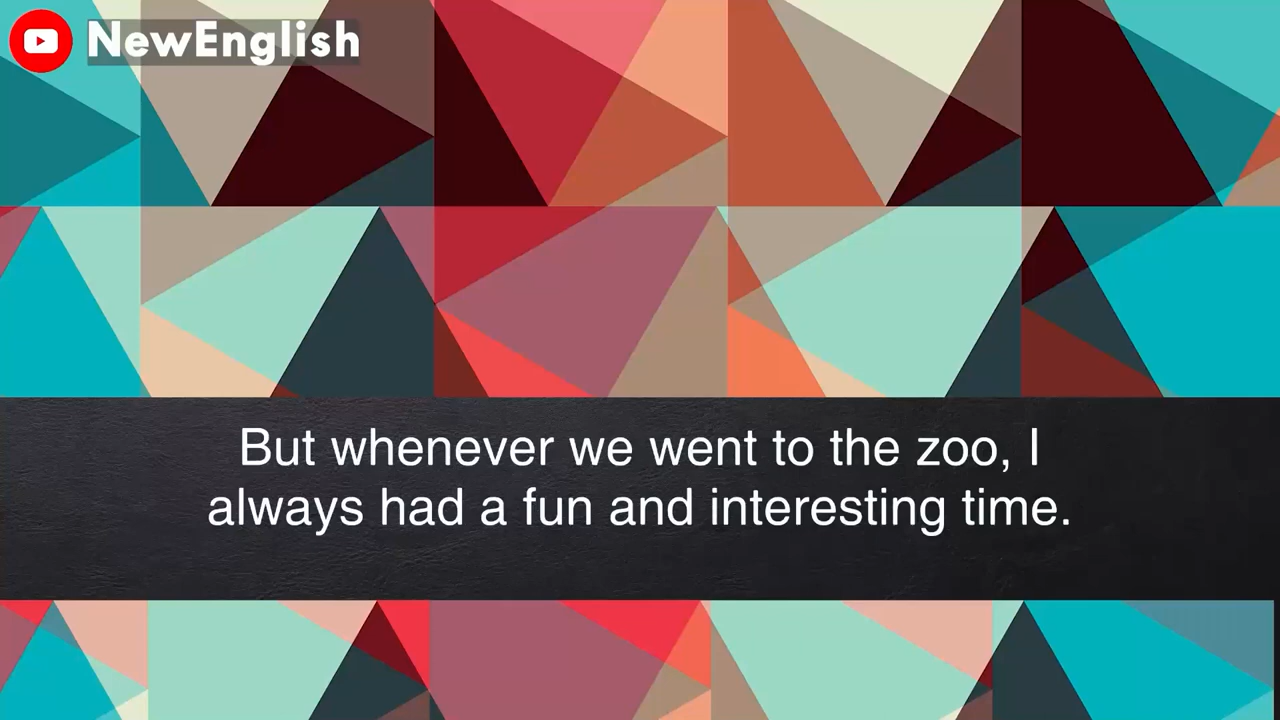 NewEnglish
But whenever we went to the zoo, I
always had a fun and interesting time.